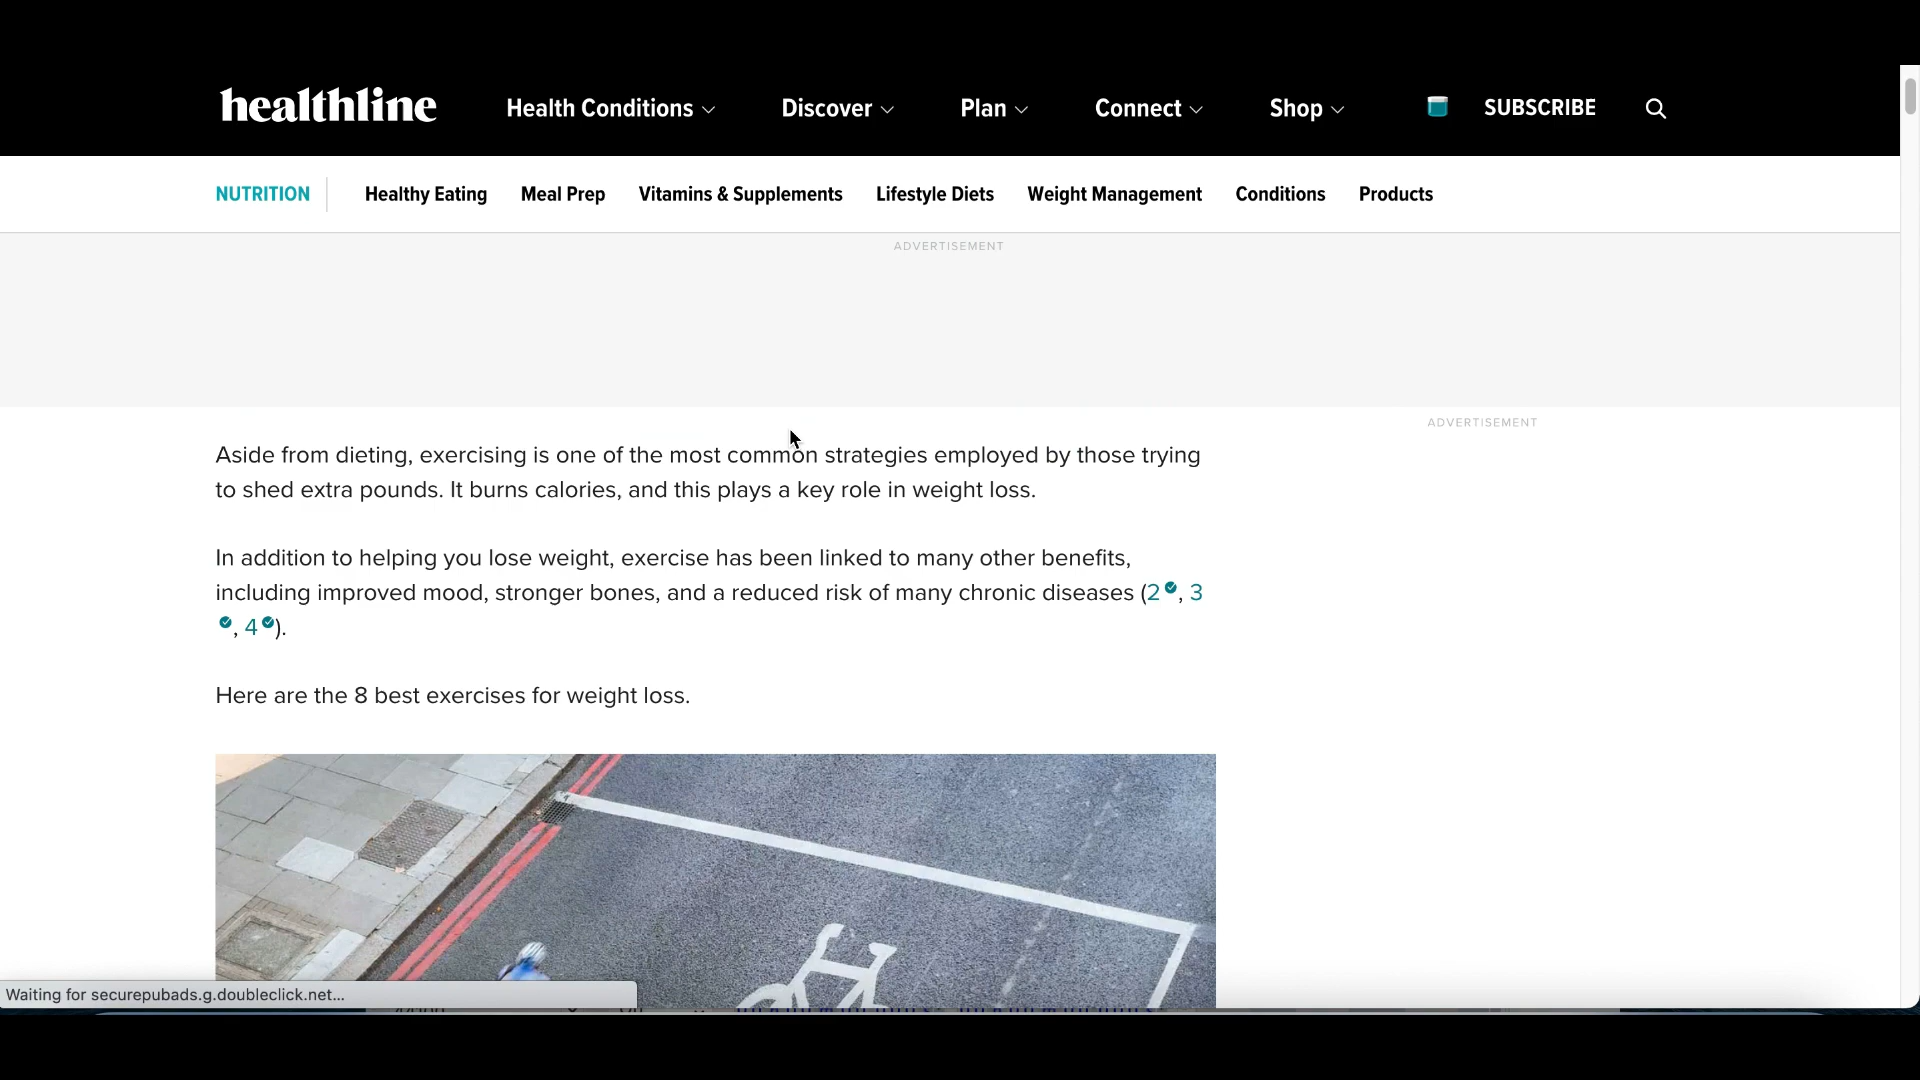 healthline Health Conditions Discover Plan Connect Shop SUBSCRIBE
NUTRITION Healthy Eating Meal Prep Vitamins & Supplements Lifestyle Diets Weight Management Conditions Products
ADVERTISEMENT
ADVERTISEMENT
Aside from dieting, exercising is one of the most common strategies employed by those trying
to shed extra pounds. It burns calories, and this plays a key role in weight loss.
In addition to helping you lose weight, exercise has been linked to many other benefits,
including improved mood, stronger bones, and a reduced risk of many chronic diseases (2, 3
, 4).
Here are the 8 best exercises for weight loss.
Waiting for securepubads.g.doubleclick.net...